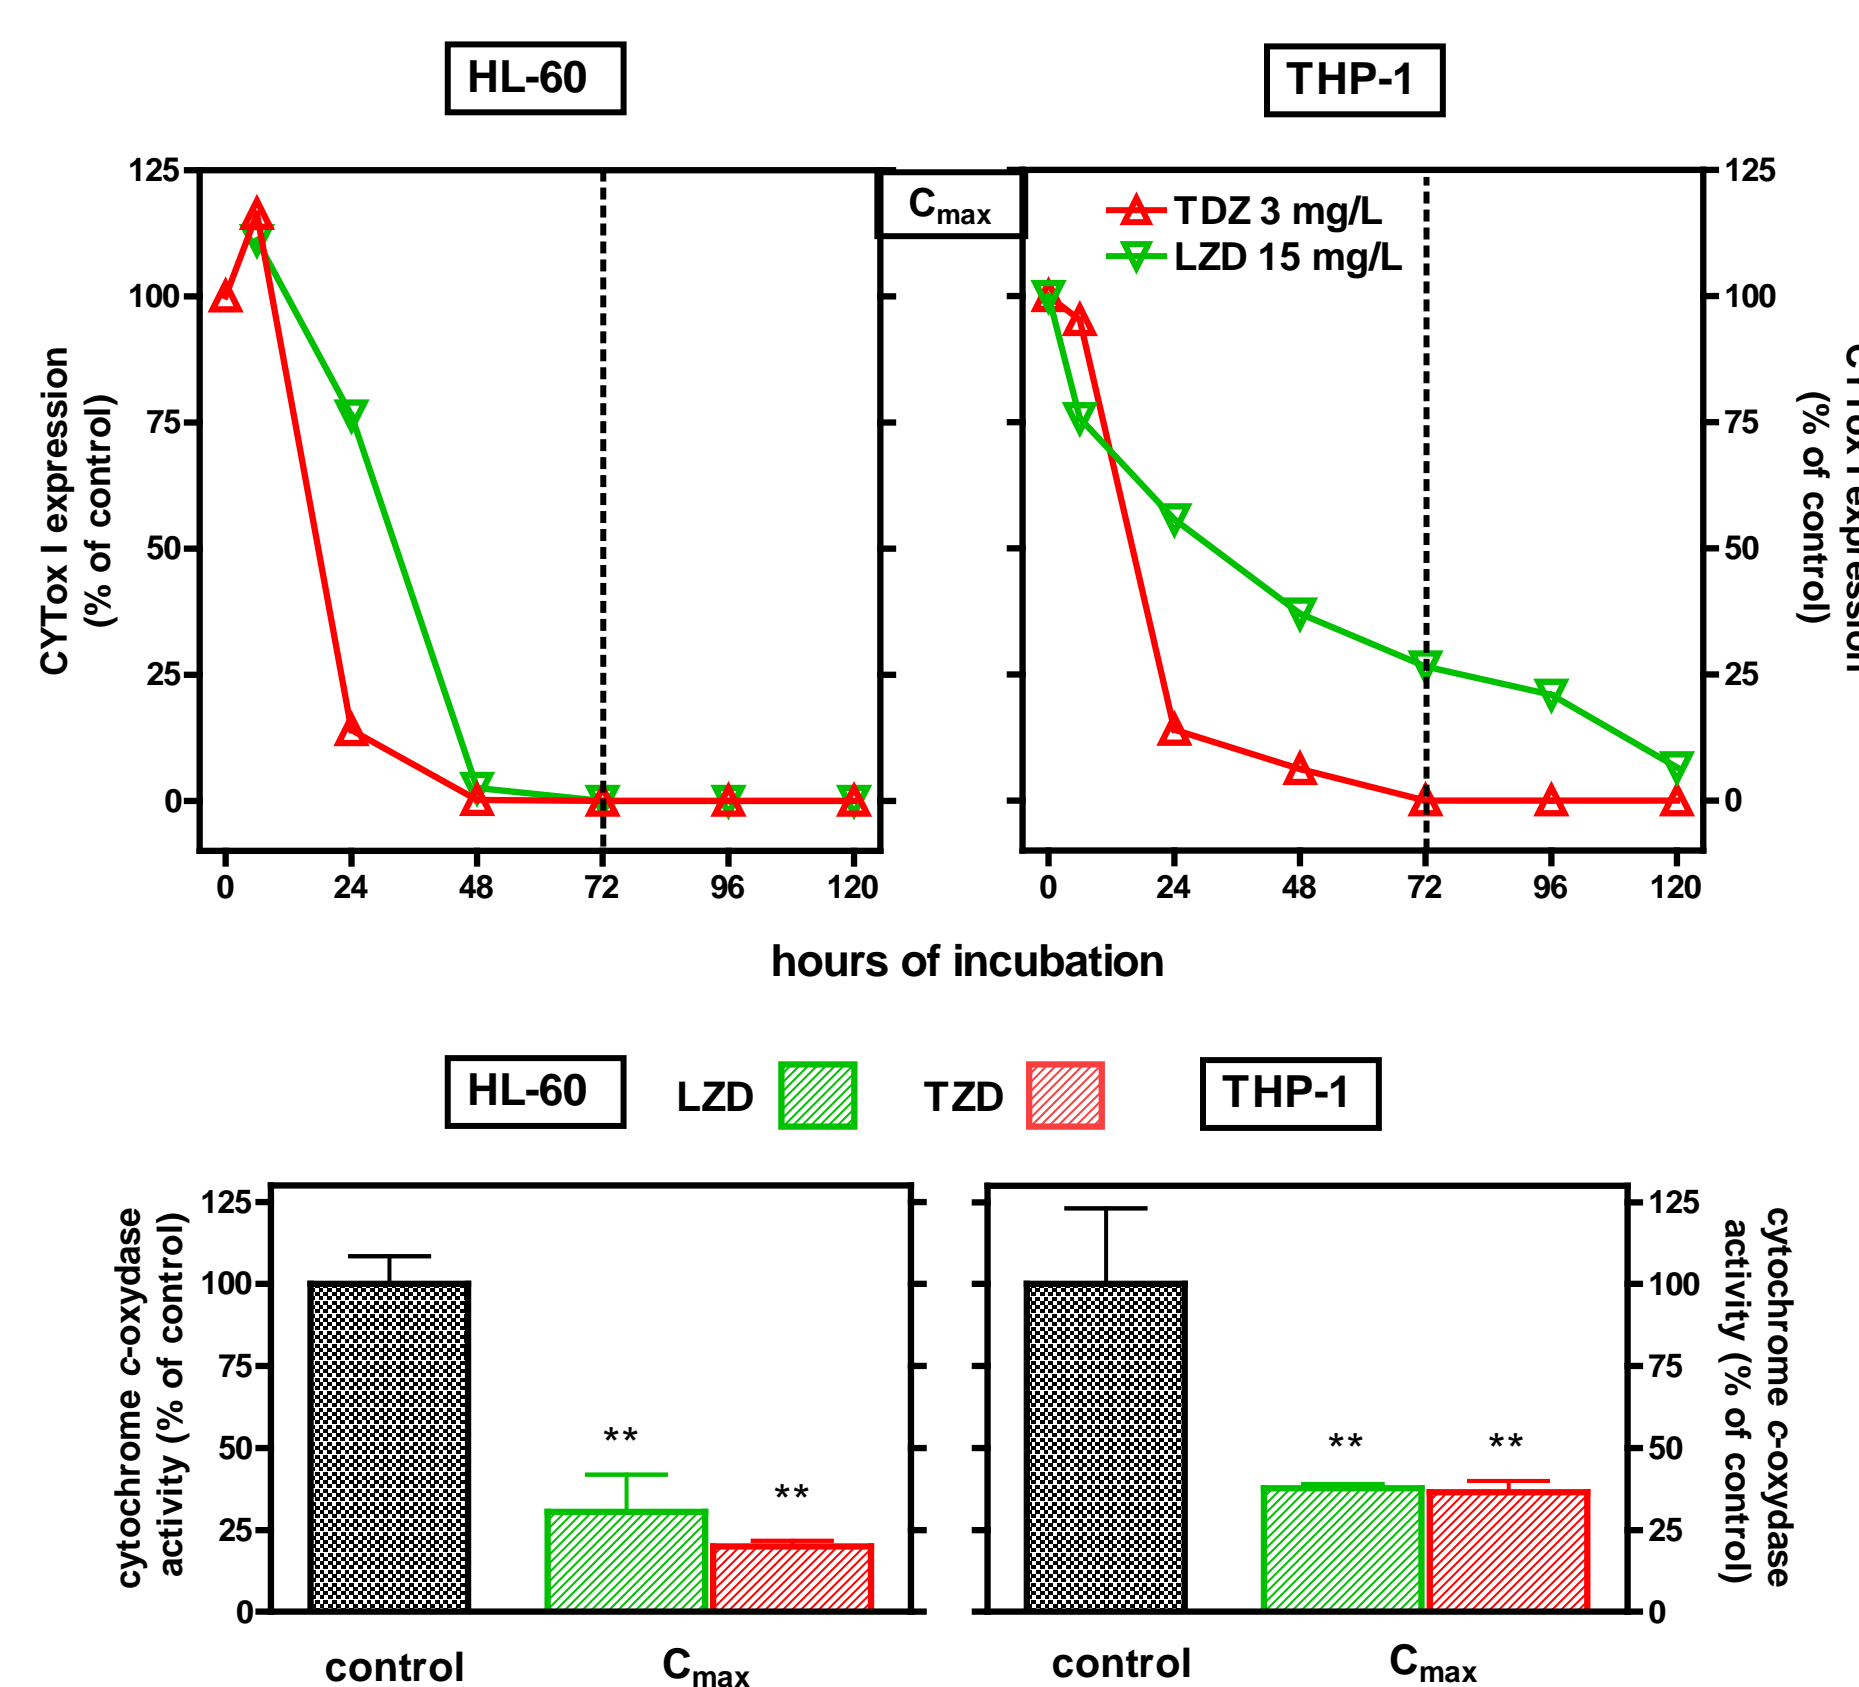 HL-60
THP-1
CYTox I expression
(% of control)
125
100
75
50
25
0
0 24 48 72 96 120
Cmax
TDZ 3 mg/L
LZD 15 mg/L
125
100
75
50
25
0
0 24 48 72 96 120
CYTox I expression
(% of control)
hours of incubation
HL-60
LZD
TZD
THP-1
cytochrome c-oxydase
activity (% of control)
125
100
75
50
25
0
**
**
control
Cmax
**
**
control
Cmax
125
100
75
50
25
0
cytochrome c-oxydase
activity (% of control)